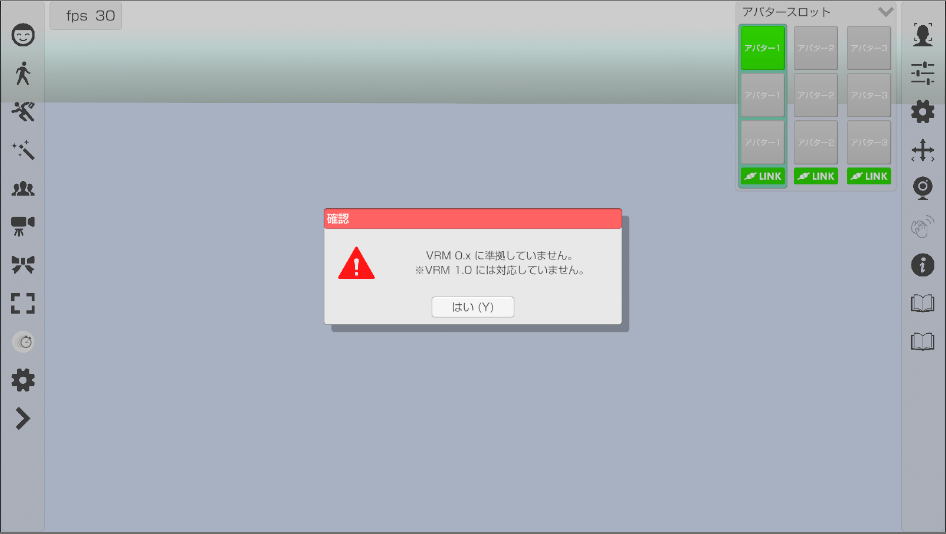 fps 30
アバタースロット
アバター1 アバター2 アバター3
アバター1 アバター2 アバター3
アバター1 アバター2 アバター3
LINK LINK LINK
確認
VRM 0.x に準拠していません。
※VRM 1.0 には対応していません。
はい (Y)